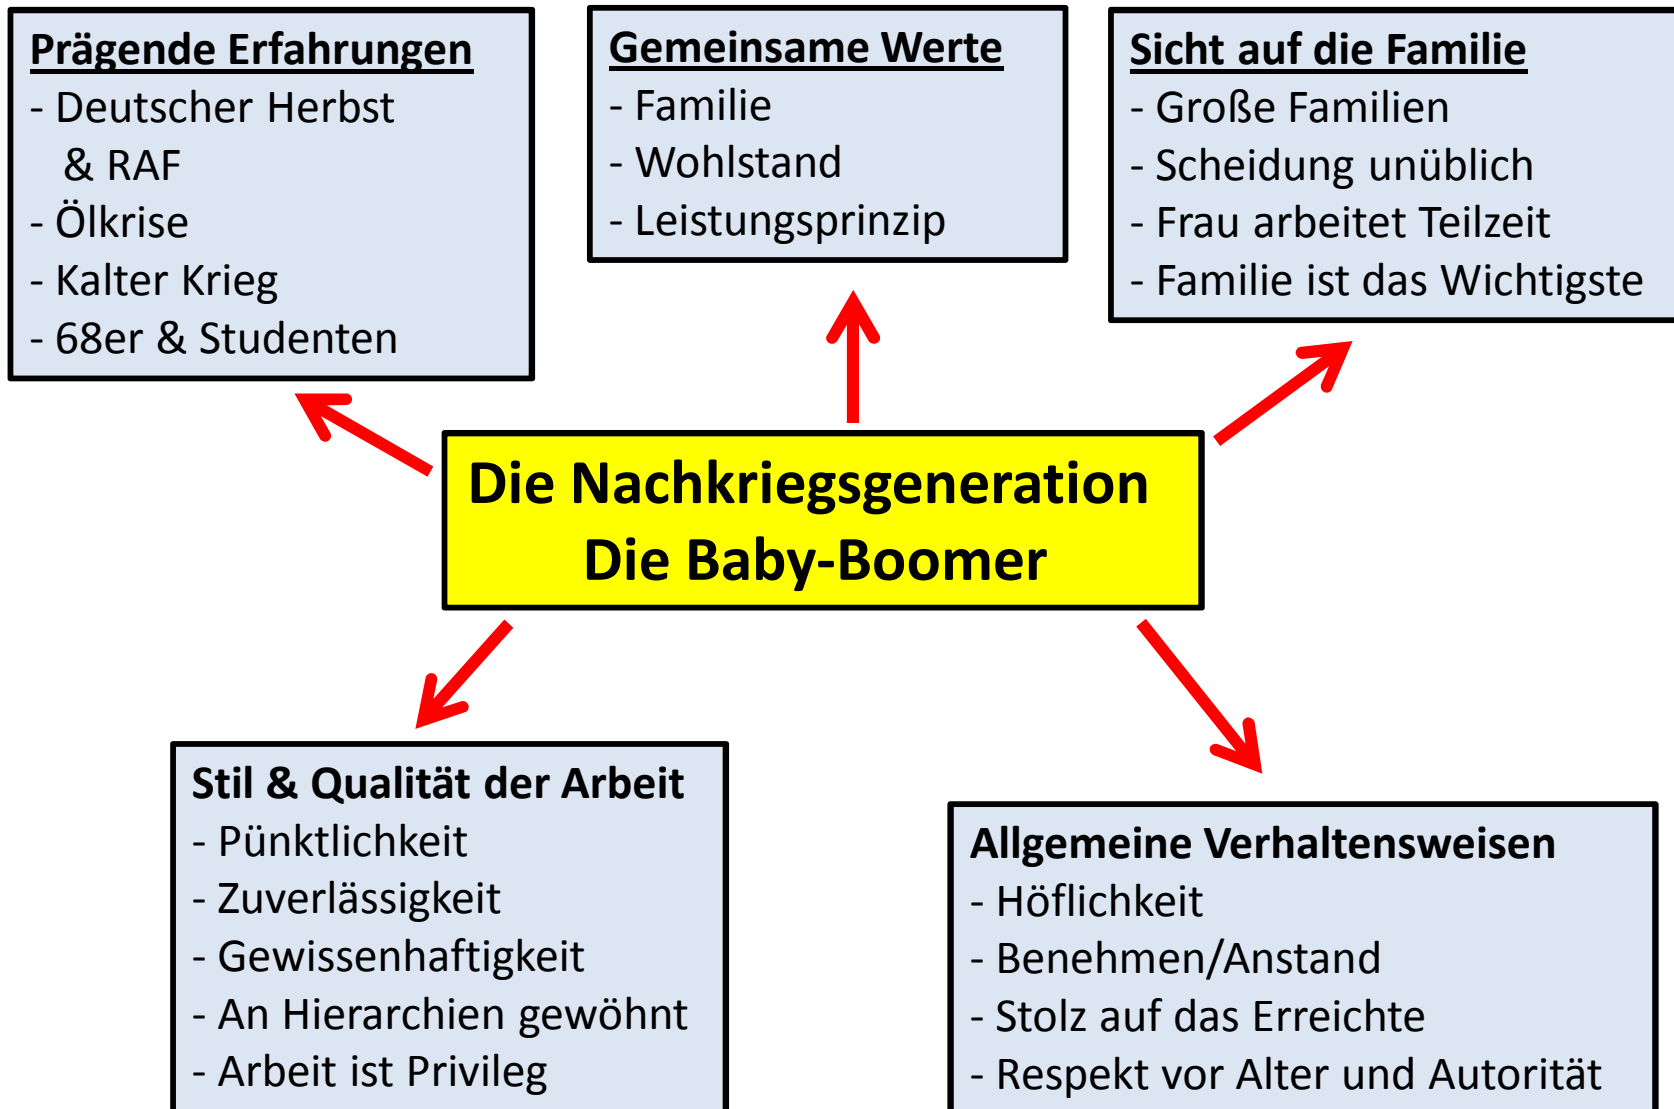 Prägende Erfahrungen
- Deutscher Herbst
& RAF
- Ölkrise
- Kalter Krieg
- 68er & Studenten
Gemeinsame Werte
- Familie
- Wohlstand
- Leistungsprinzip
Sicht auf die Familie
- Große Familien
- Scheidung unüblich
- Frau arbeitet Teilzeit
- Familie ist das Wichtigste
Die Nachkriegsgeneration
Die Baby-Boomer
Stil & Qualität der Arbeit
- Pünktlichkeit
- Zuverlässigkeit
- Gewissenhaftigkeit
- An Hierarchien gewöhnt
- Arbeit ist Privileg
Allgemeine Verhaltensweisen
- Höflichkeit
- Benehmen/Anstand
- Stolz auf das Erreichte
- Respekt vor Alter und Autorität